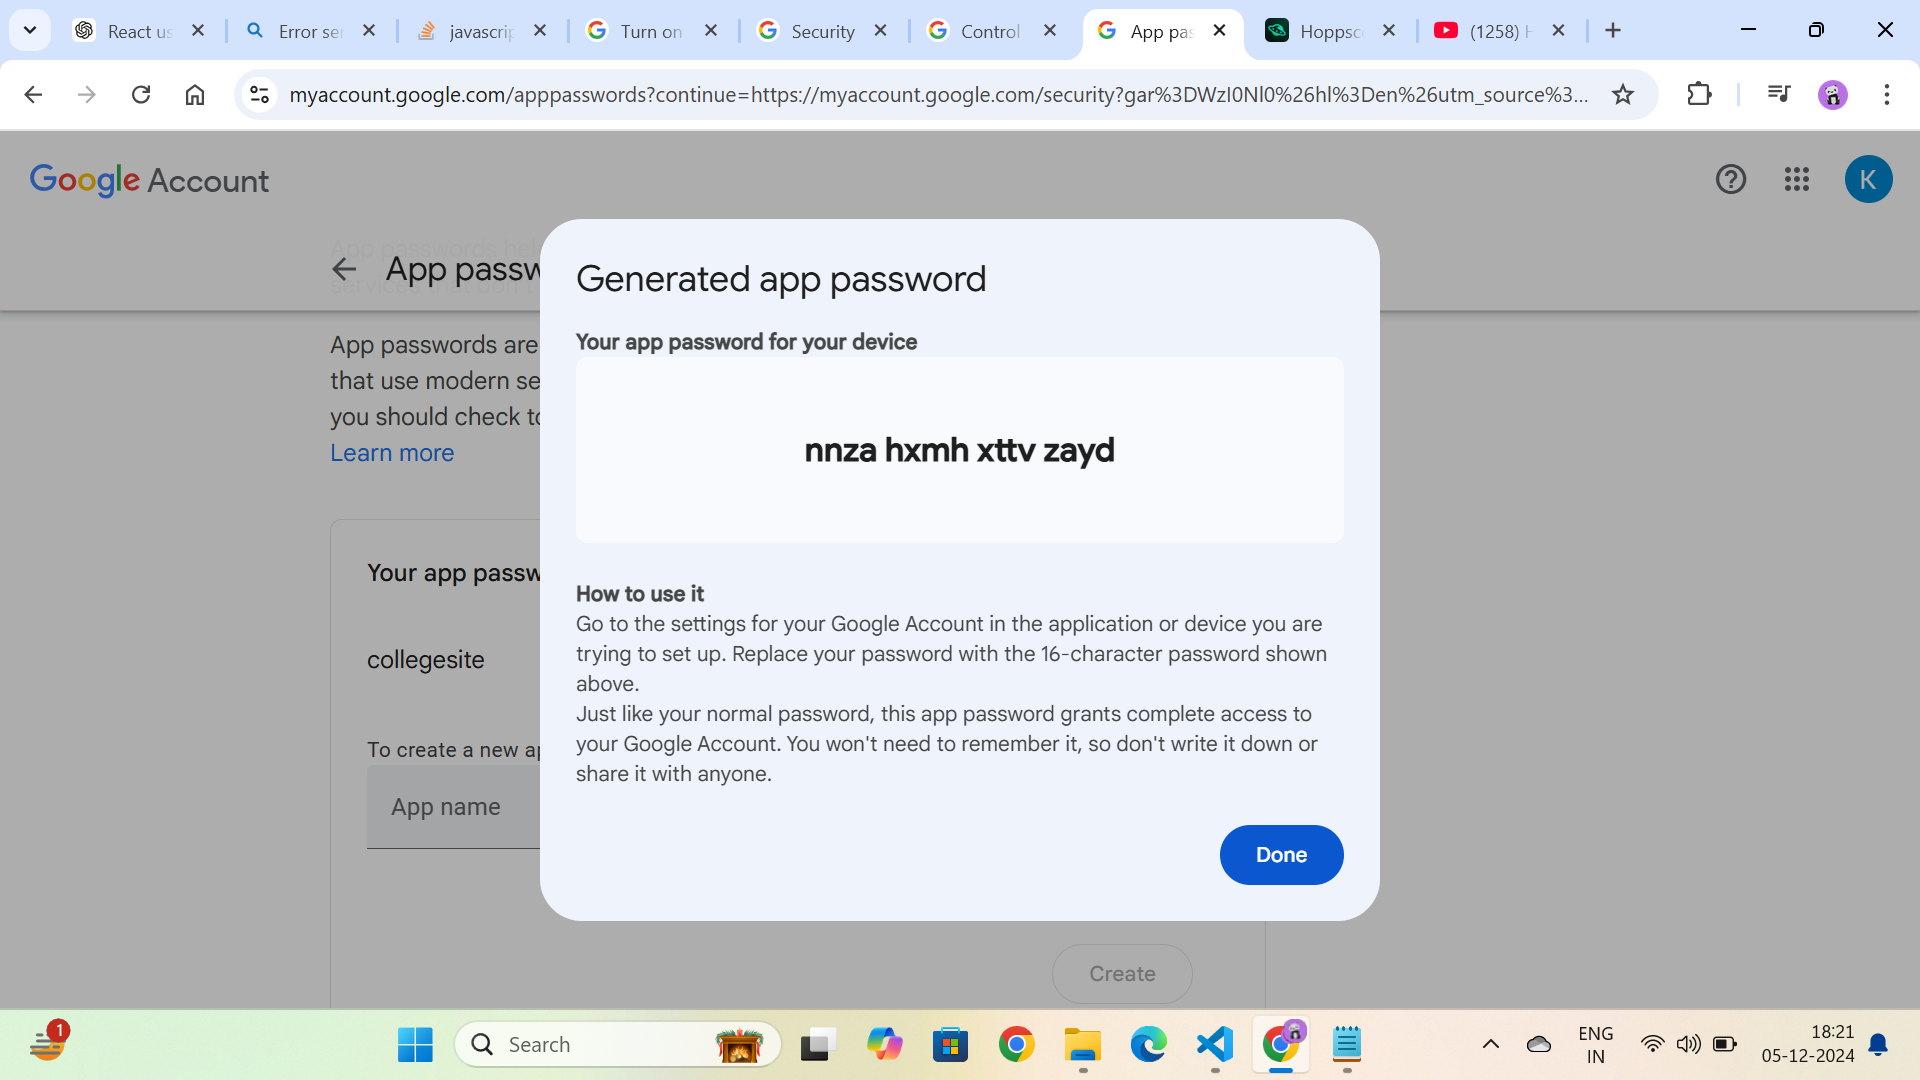 React us
Error ser
javascrip
Turn on
Security
Control
App pas
Hoppsc
(1258) H
myaccount.google.com/apppasswords?continue=https://myaccount.google.com/security?gar%3DWzI0Nl0%26hl%3Den%26utm_source%3...
Google Account
K
App passwords hel
App passw
App passwords are
that use modern se
you should check to
Learn more
Your app passw
collegesite
To create a new ap
App name
Create
Generated app password
Your app password for your device
nnza hxmh xttv zayd
How to use it
Go to the settings for your Google Account in the application or device you are
trying to set up. Replace your password with the 16-character password shown
above.
Just like your normal password, this app password grants complete access to
your Google Account. You won't need to remember it, so don't write it down or
share it with anyone.
Done
1
Search
ENG
IN
18:21
05-12-2024